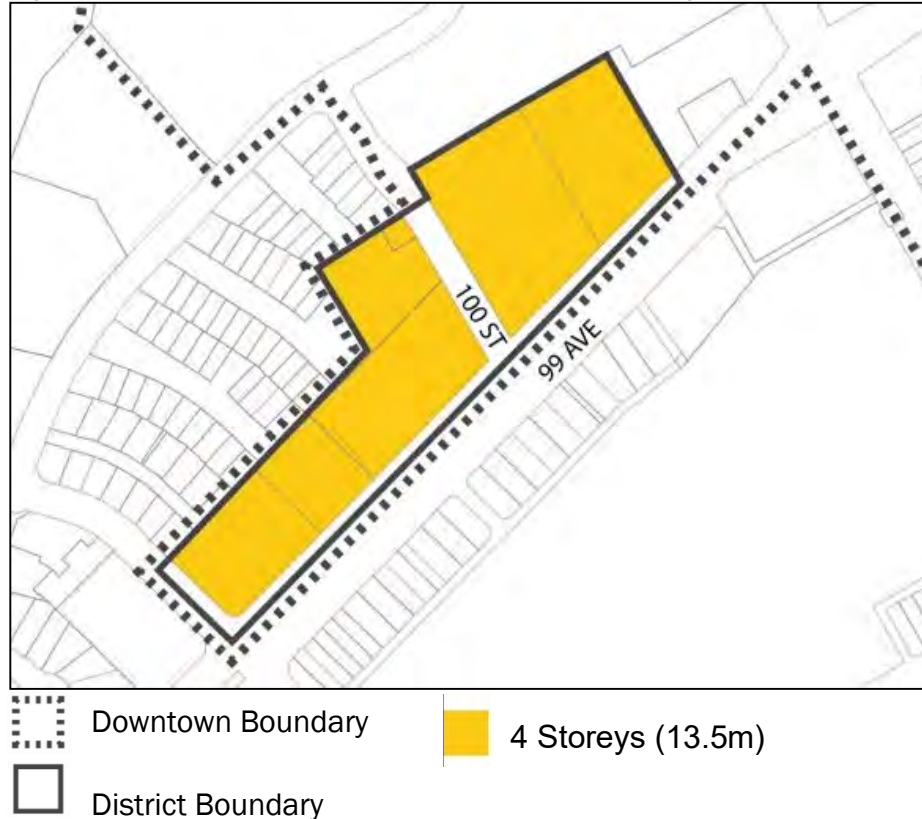 100 ST
99 AVE
Downtown Boundary
4 Storeys (13.5m)
District Boundary